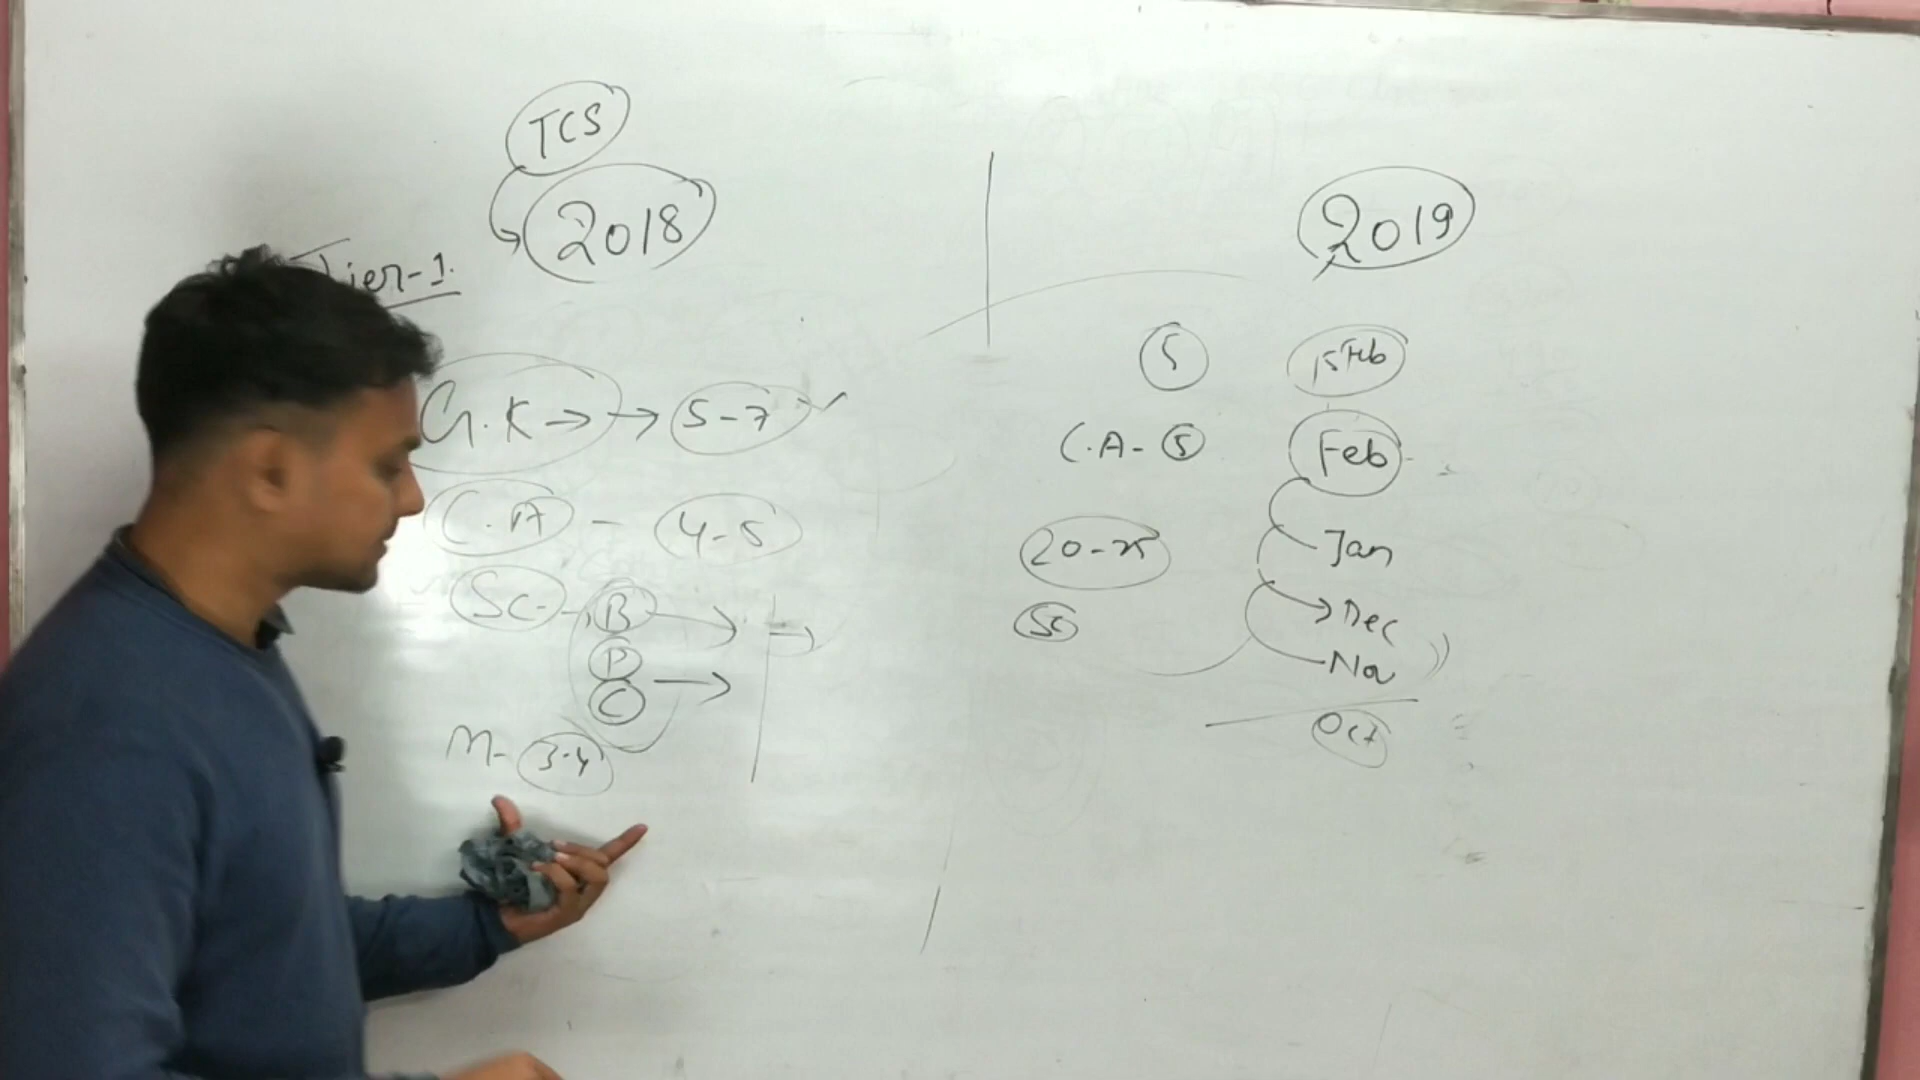 TCS
2018
Tier-1.
G.K → → 5-7
C.A - 4-5
Sc. - B →
P
C →
M- 3-4
2019
5 15 Feb
C.A- 5 Feb
20-25 Jan
Sc → Dec
Nov
Oct